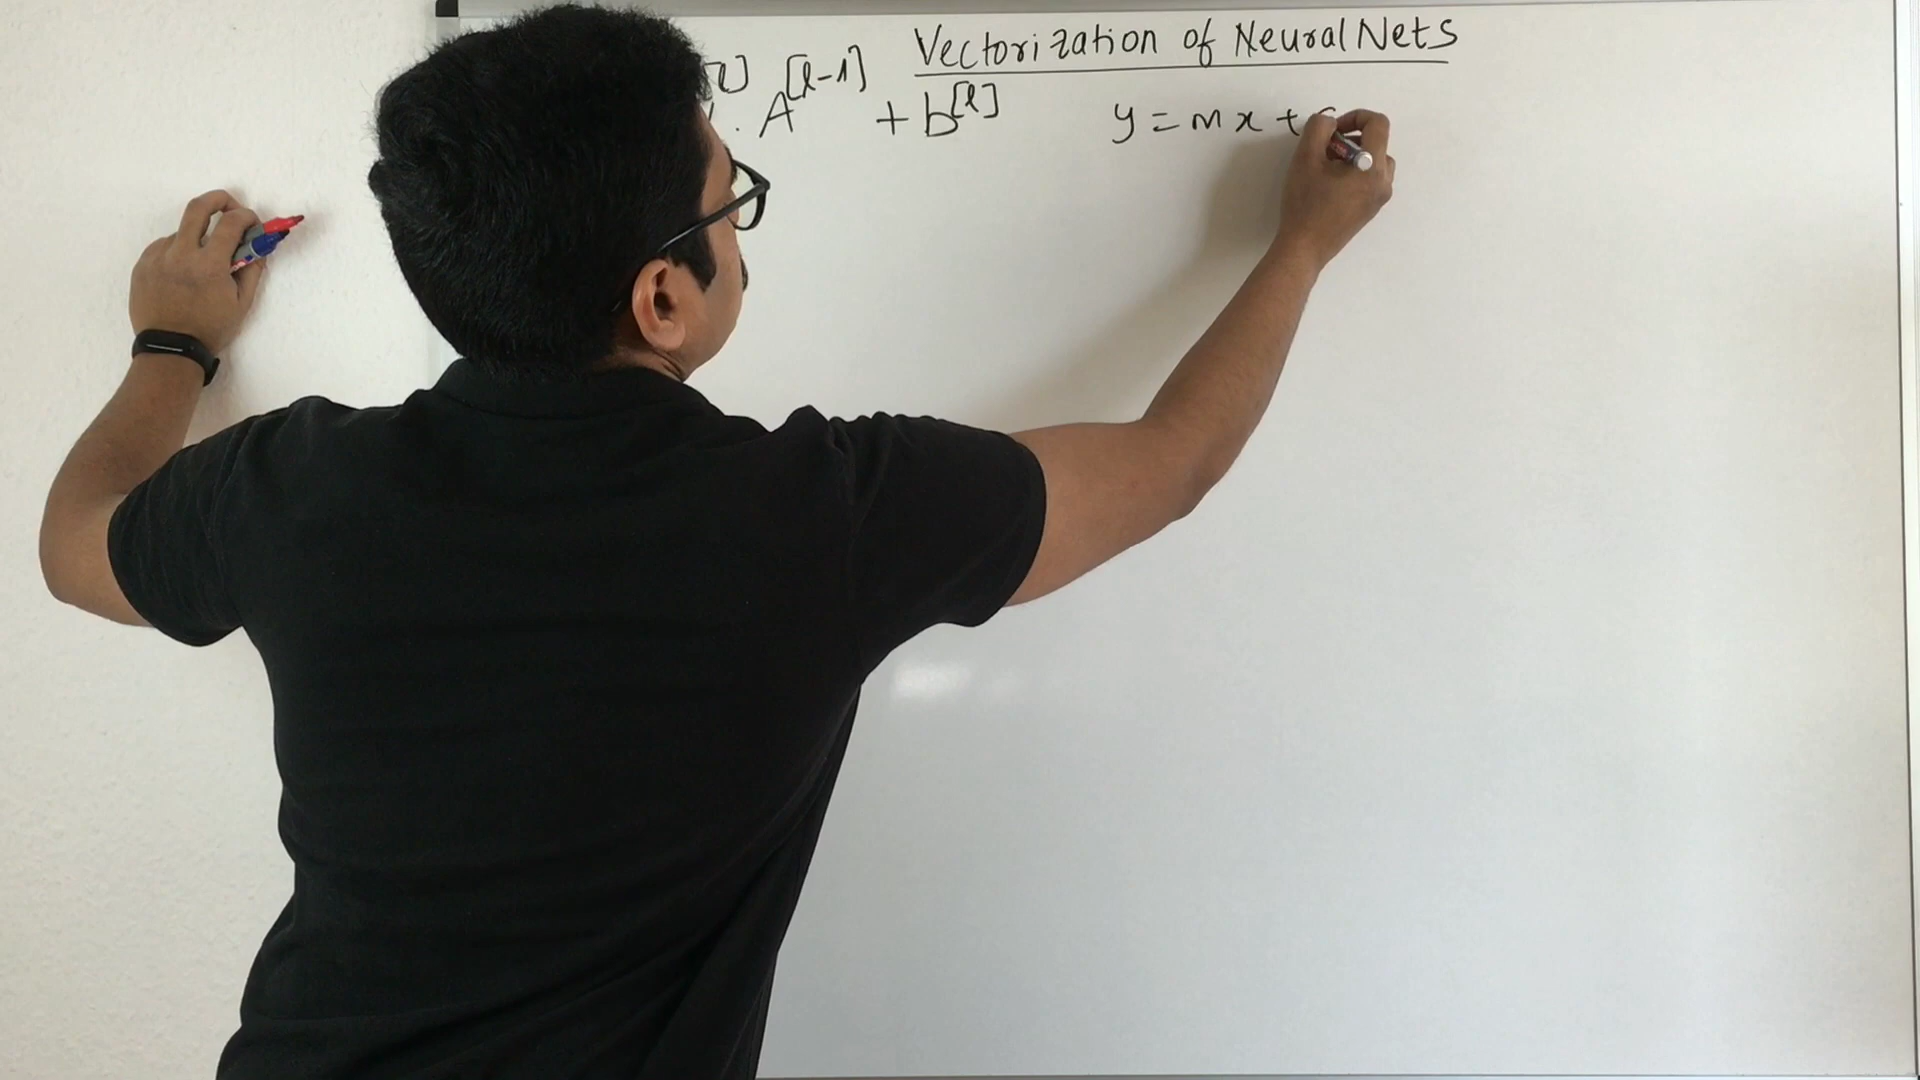 Vectorization of Neural Nets
[l] . A[l-1] + b[l]
y = mx +